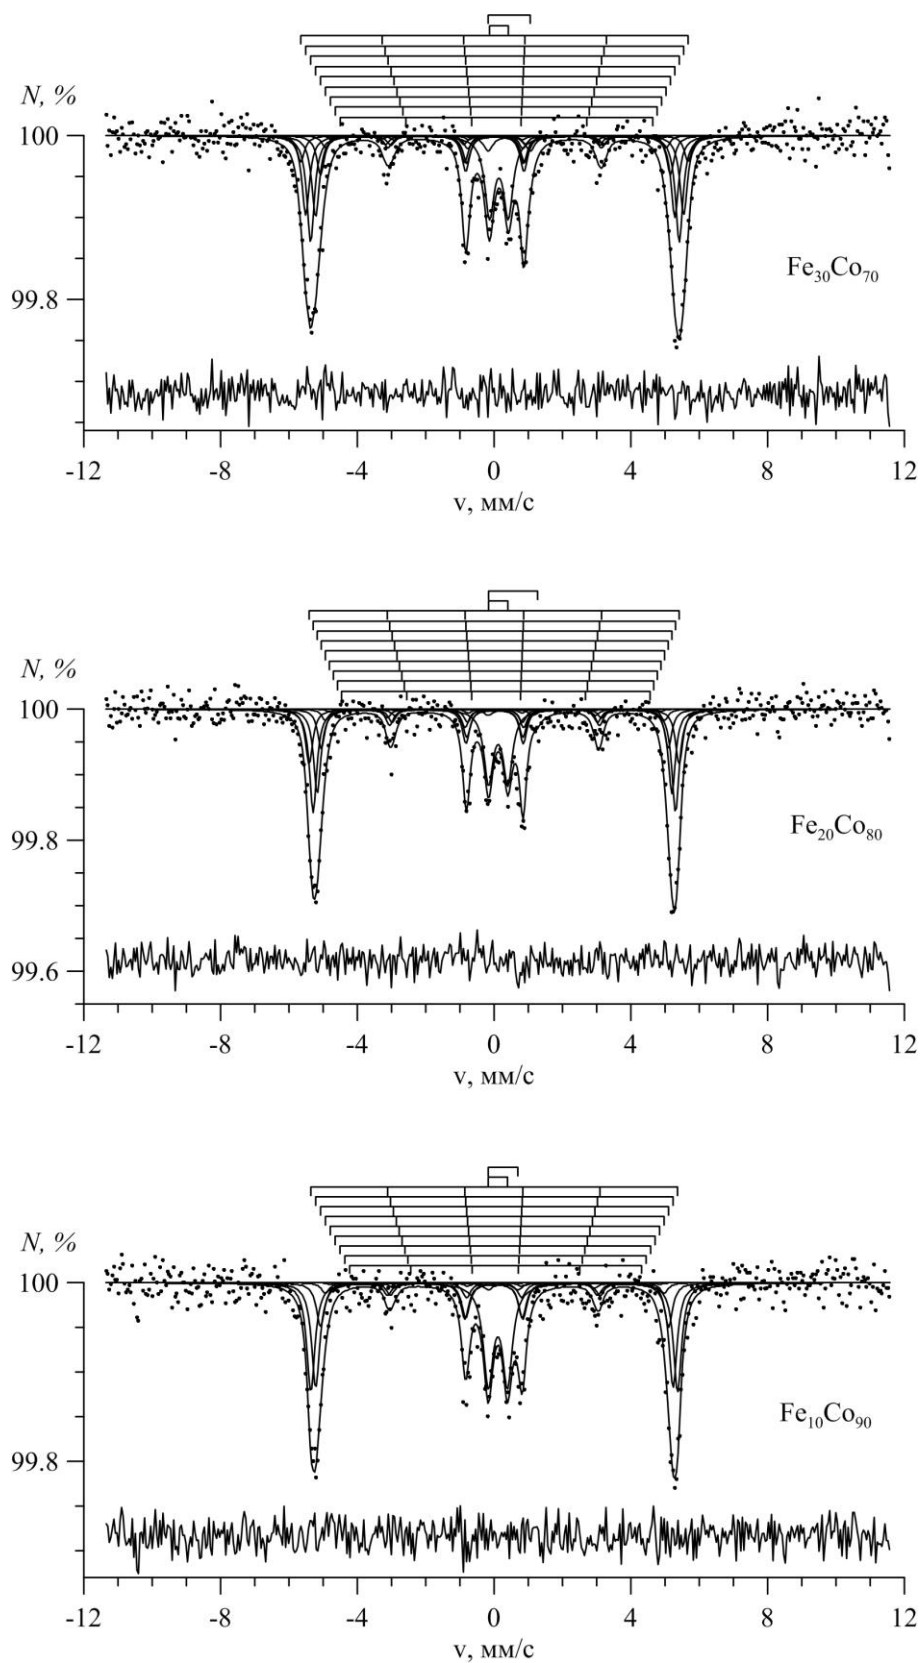 N, %
100
99.8
Fe₃₀Co₇₀
-12 -8 -4 0 4 8 12
v, мм/с
N, %
100
99.8
99.6
Fe₂₀Co₈₀
-12 -8 -4 0 4 8 12
v, мм/с
N, %
100
99.8
Fe₁₀Co₉₀
-12 -8 -4 0 4 8 12
v, мм/с